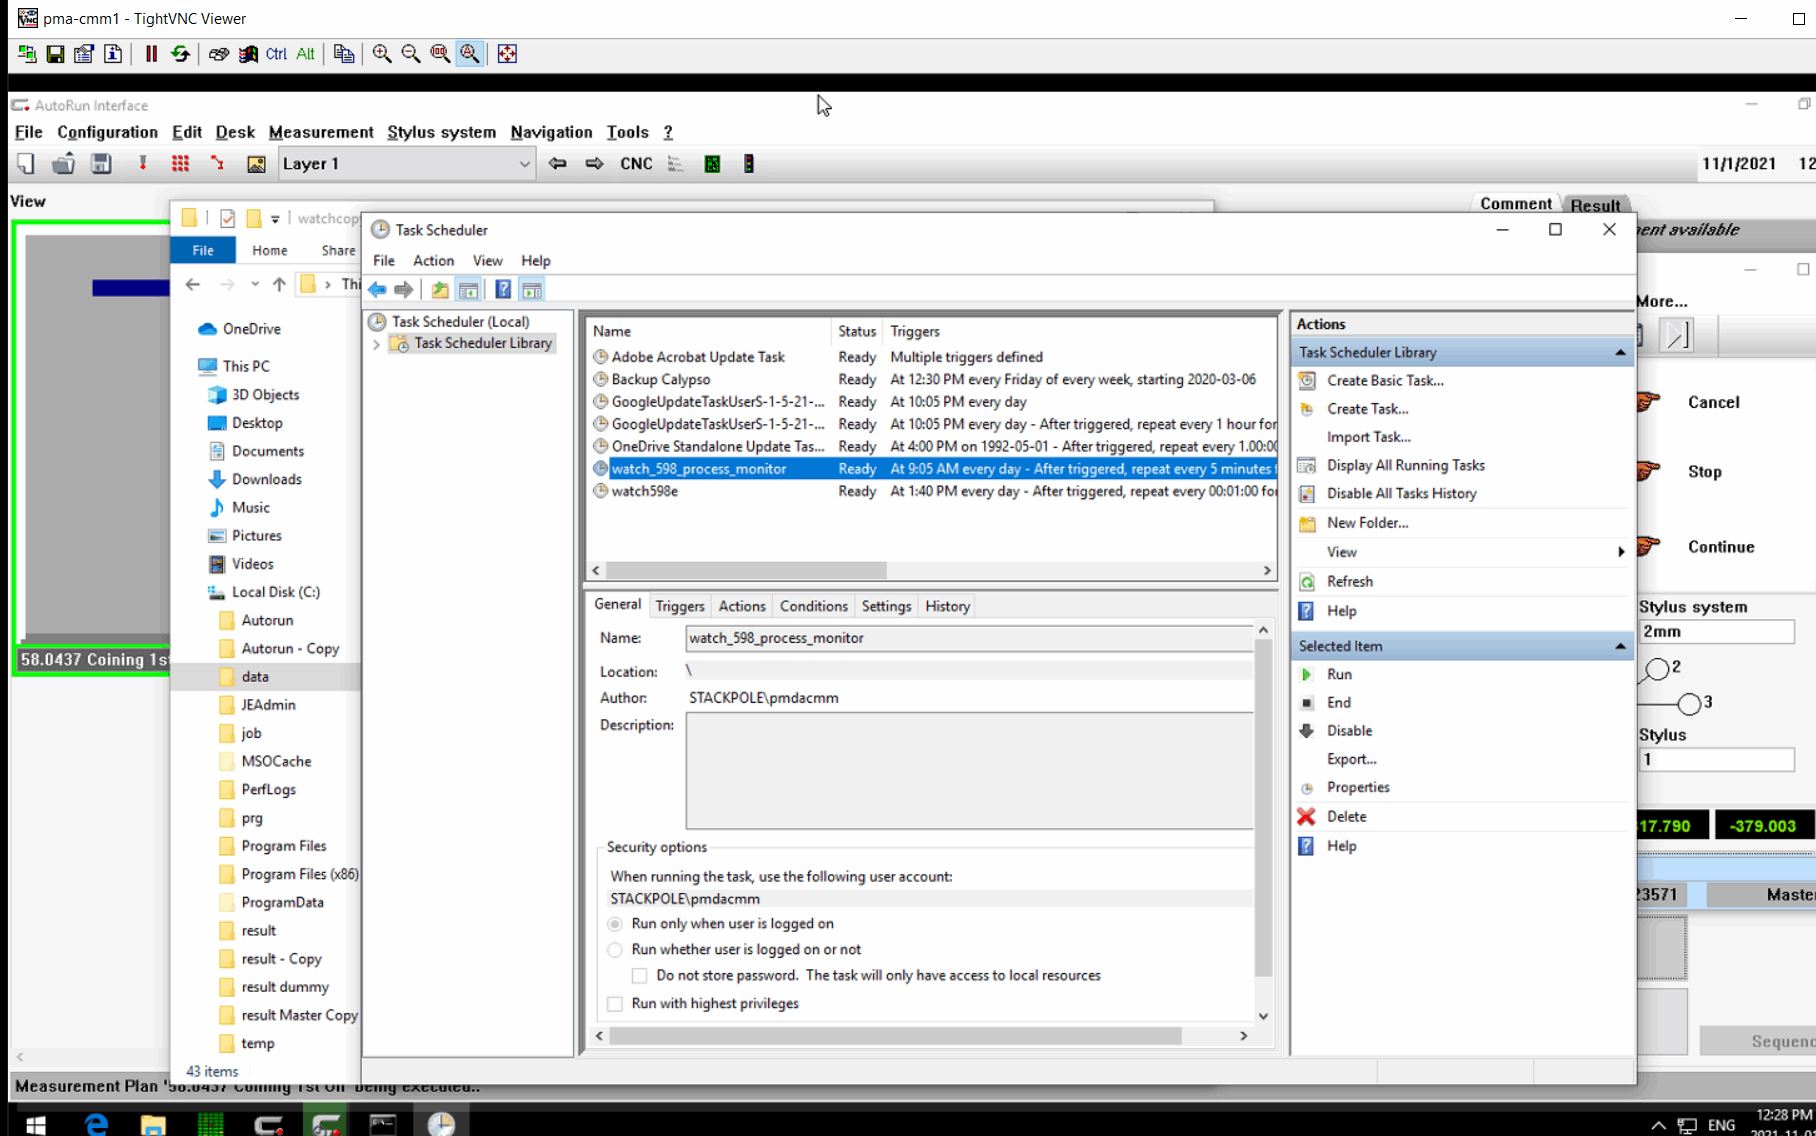 pma-cmm1 - TightVNC Viewer
Ctrl Alt
AutoRun Interface
File Configuration Edit Desk Measurement Stylus system Navigation Tools ?
Layer 1 CNC 11/1/2021 12
View
Comment Result
watchcop
ent available
Task Scheduler
File Home Share
File Action View Help
Thi
More...
OneDrive
This PC
3D Objects
Desktop
Documents
Downloads
Music
Pictures
Videos
Local Disk (C:)
Autorun
Autorun - Copy
data
JEAdmin
job
MSOCache
PerfLogs
prg
Program Files
Program Files (x86)
ProgramData
result
result - Copy
result dummy
result Master Copy
temp
43 items
58.0437 Coining 1st
Task Scheduler (Local)
Task Scheduler Library
Name Status Triggers
Adobe Acrobat Update Task Ready Multiple triggers defined
Backup Calypso Ready At 12:30 PM every Friday of every week, starting 2020-03-06
GoogleUpdateTaskUserS-1-5-21-... Ready At 10:05 PM every day
GoogleUpdateTaskUserS-1-5-21-... Ready At 10:05 PM every day - After triggered, repeat every 1 hour for
OneDrive Standalone Update Tas... Ready At 4:00 PM on 1992-05-01 - After triggered, repeat every 1.00:00
watch_598_process_monitor Ready At 9:05 AM every day - After triggered, repeat every 5 minutes f
watch598e Ready At 1:40 PM every day - After triggered, repeat every 00:01:00 for
General Triggers Actions Conditions Settings History
Name: watch_598_process_monitor
Location: \
Author: STACKPOLE\pmdacmm
Description:
Security options
When running the task, use the following user account:
STACKPOLE\pmdacmm
Run only when user is logged on
Run whether user is logged on or not
Do not store password. The task will only have access to local resources
Run with highest privileges
Actions
Task Scheduler Library
Create Basic Task...
Create Task...
Import Task...
Display All Running Tasks
Disable All Tasks History
New Folder...
View
Refresh
Help
Selected Item
Run
End
Disable
Export...
Properties
Delete
Help
Cancel
Stop
Continue
Stylus system
2mm
2
3
Stylus
1
17.790 -379.003
23571 Maste
Sequenc
Measurement Plan '58.0437 Coining 1st Off' being executed..
ENG 12:28 PM